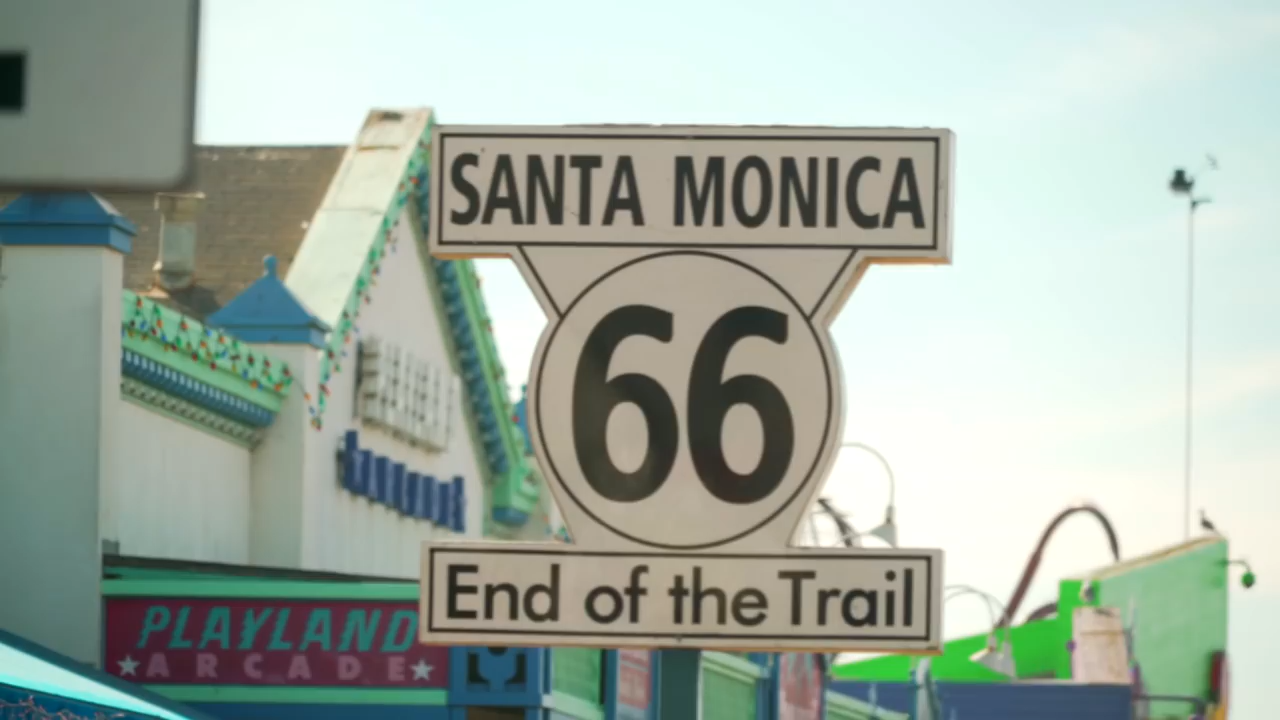 SANTA MONICA
66
End of the Trail
PLAYLAND
ARCADE